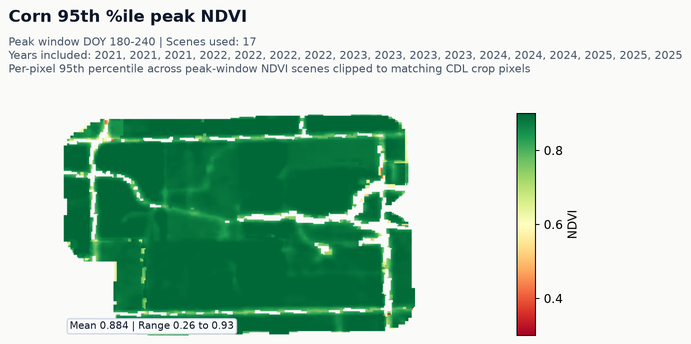 Corn 95th %ile peak NDVI
Peak window DOY 180-240 | Scenes used: 17
Years included: 2021, 2021, 2021, 2022, 2022, 2022, 2022, 2023, 2023, 2023, 2023, 2024, 2024, 2024, 2025, 2025, 2025
Per-pixel 95th percentile across peak-window NDVI scenes clipped to matching CDL crop pixels
0.8
0.6
0.4
NDVI
Mean 0.884 | Range 0.26 to 0.93